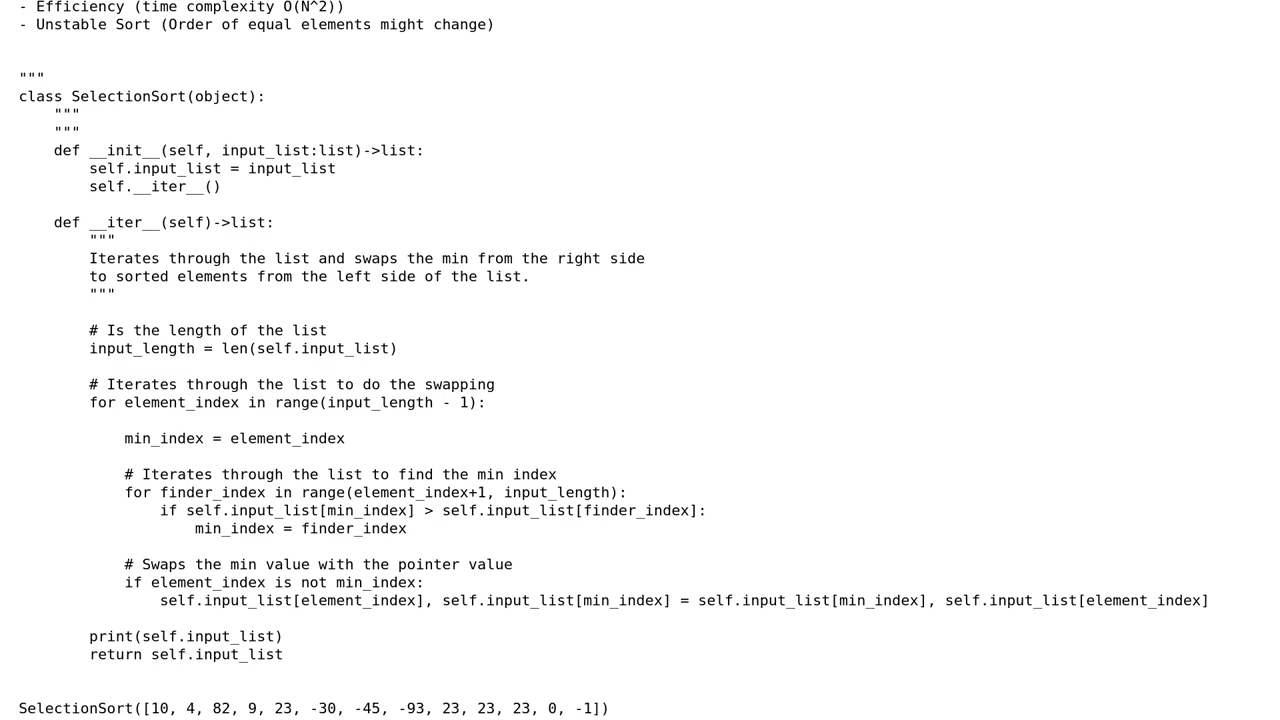 - Efficiency (time complexity O(N^2))
- Unstable Sort (Order of equal elements might change)
"""
class SelectionSort(object):
    """
    """
    def __init__(self, input_list:list)->list:
        self.input_list = input_list
        self.__iter__()
    def __iter__(self)->list:
        """
        Iterates through the list and swaps the min from the right side
        to sorted elements from the left side of the list.
        """
        # Is the length of the list
        input_length = len(self.input_list)
        # Iterates through the list to do the swapping
        for element_index in range(input_length - 1):
            min_index = element_index
            # Iterates through the list to find the min index
            for finder_index in range(element_index+1, input_length):
                if self.input_list[min_index] > self.input_list[finder_index]:
                    min_index = finder_index
            # Swaps the min value with the pointer value
            if element_index is not min_index:
                self.input_list[element_index], self.input_list[min_index] = self.input_list[min_index], self.input_list[element_index]
        print(self.input_list)
        return self.input_list
SelectionSort([10, 4, 82, 9, 23, -30, -45, -93, 23, 23, 23, 0, -1])